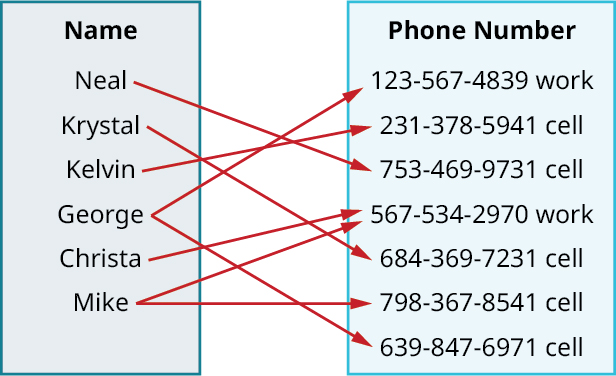 Name
Neal
Krystal
Kelvin
George
Christa
Mike
Phone Number
123-567-4839 work
231-378-5941 cell
753-469-9731 cell
567-534-2970 work
684-369-7231 cell
798-367-8541 cell
639-847-6971 cell